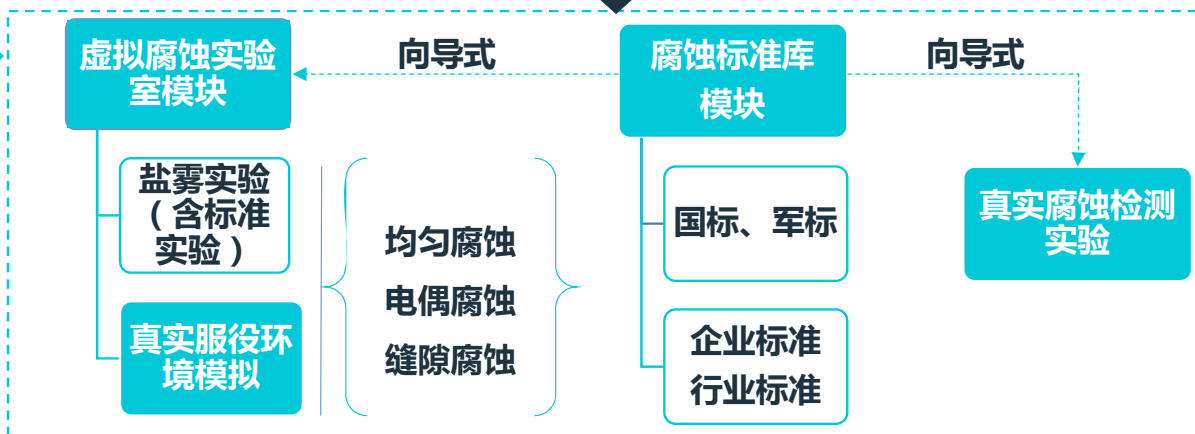 虚拟腐蚀实验
室模块
向导式
腐蚀标准库
模块
向导式
盐雾实验
（含标准
实验）
真实服役环
境模拟
均匀腐蚀
电偶腐蚀
缝隙腐蚀
国标、军标
企业标准
行业标准
真实腐蚀检测
实验